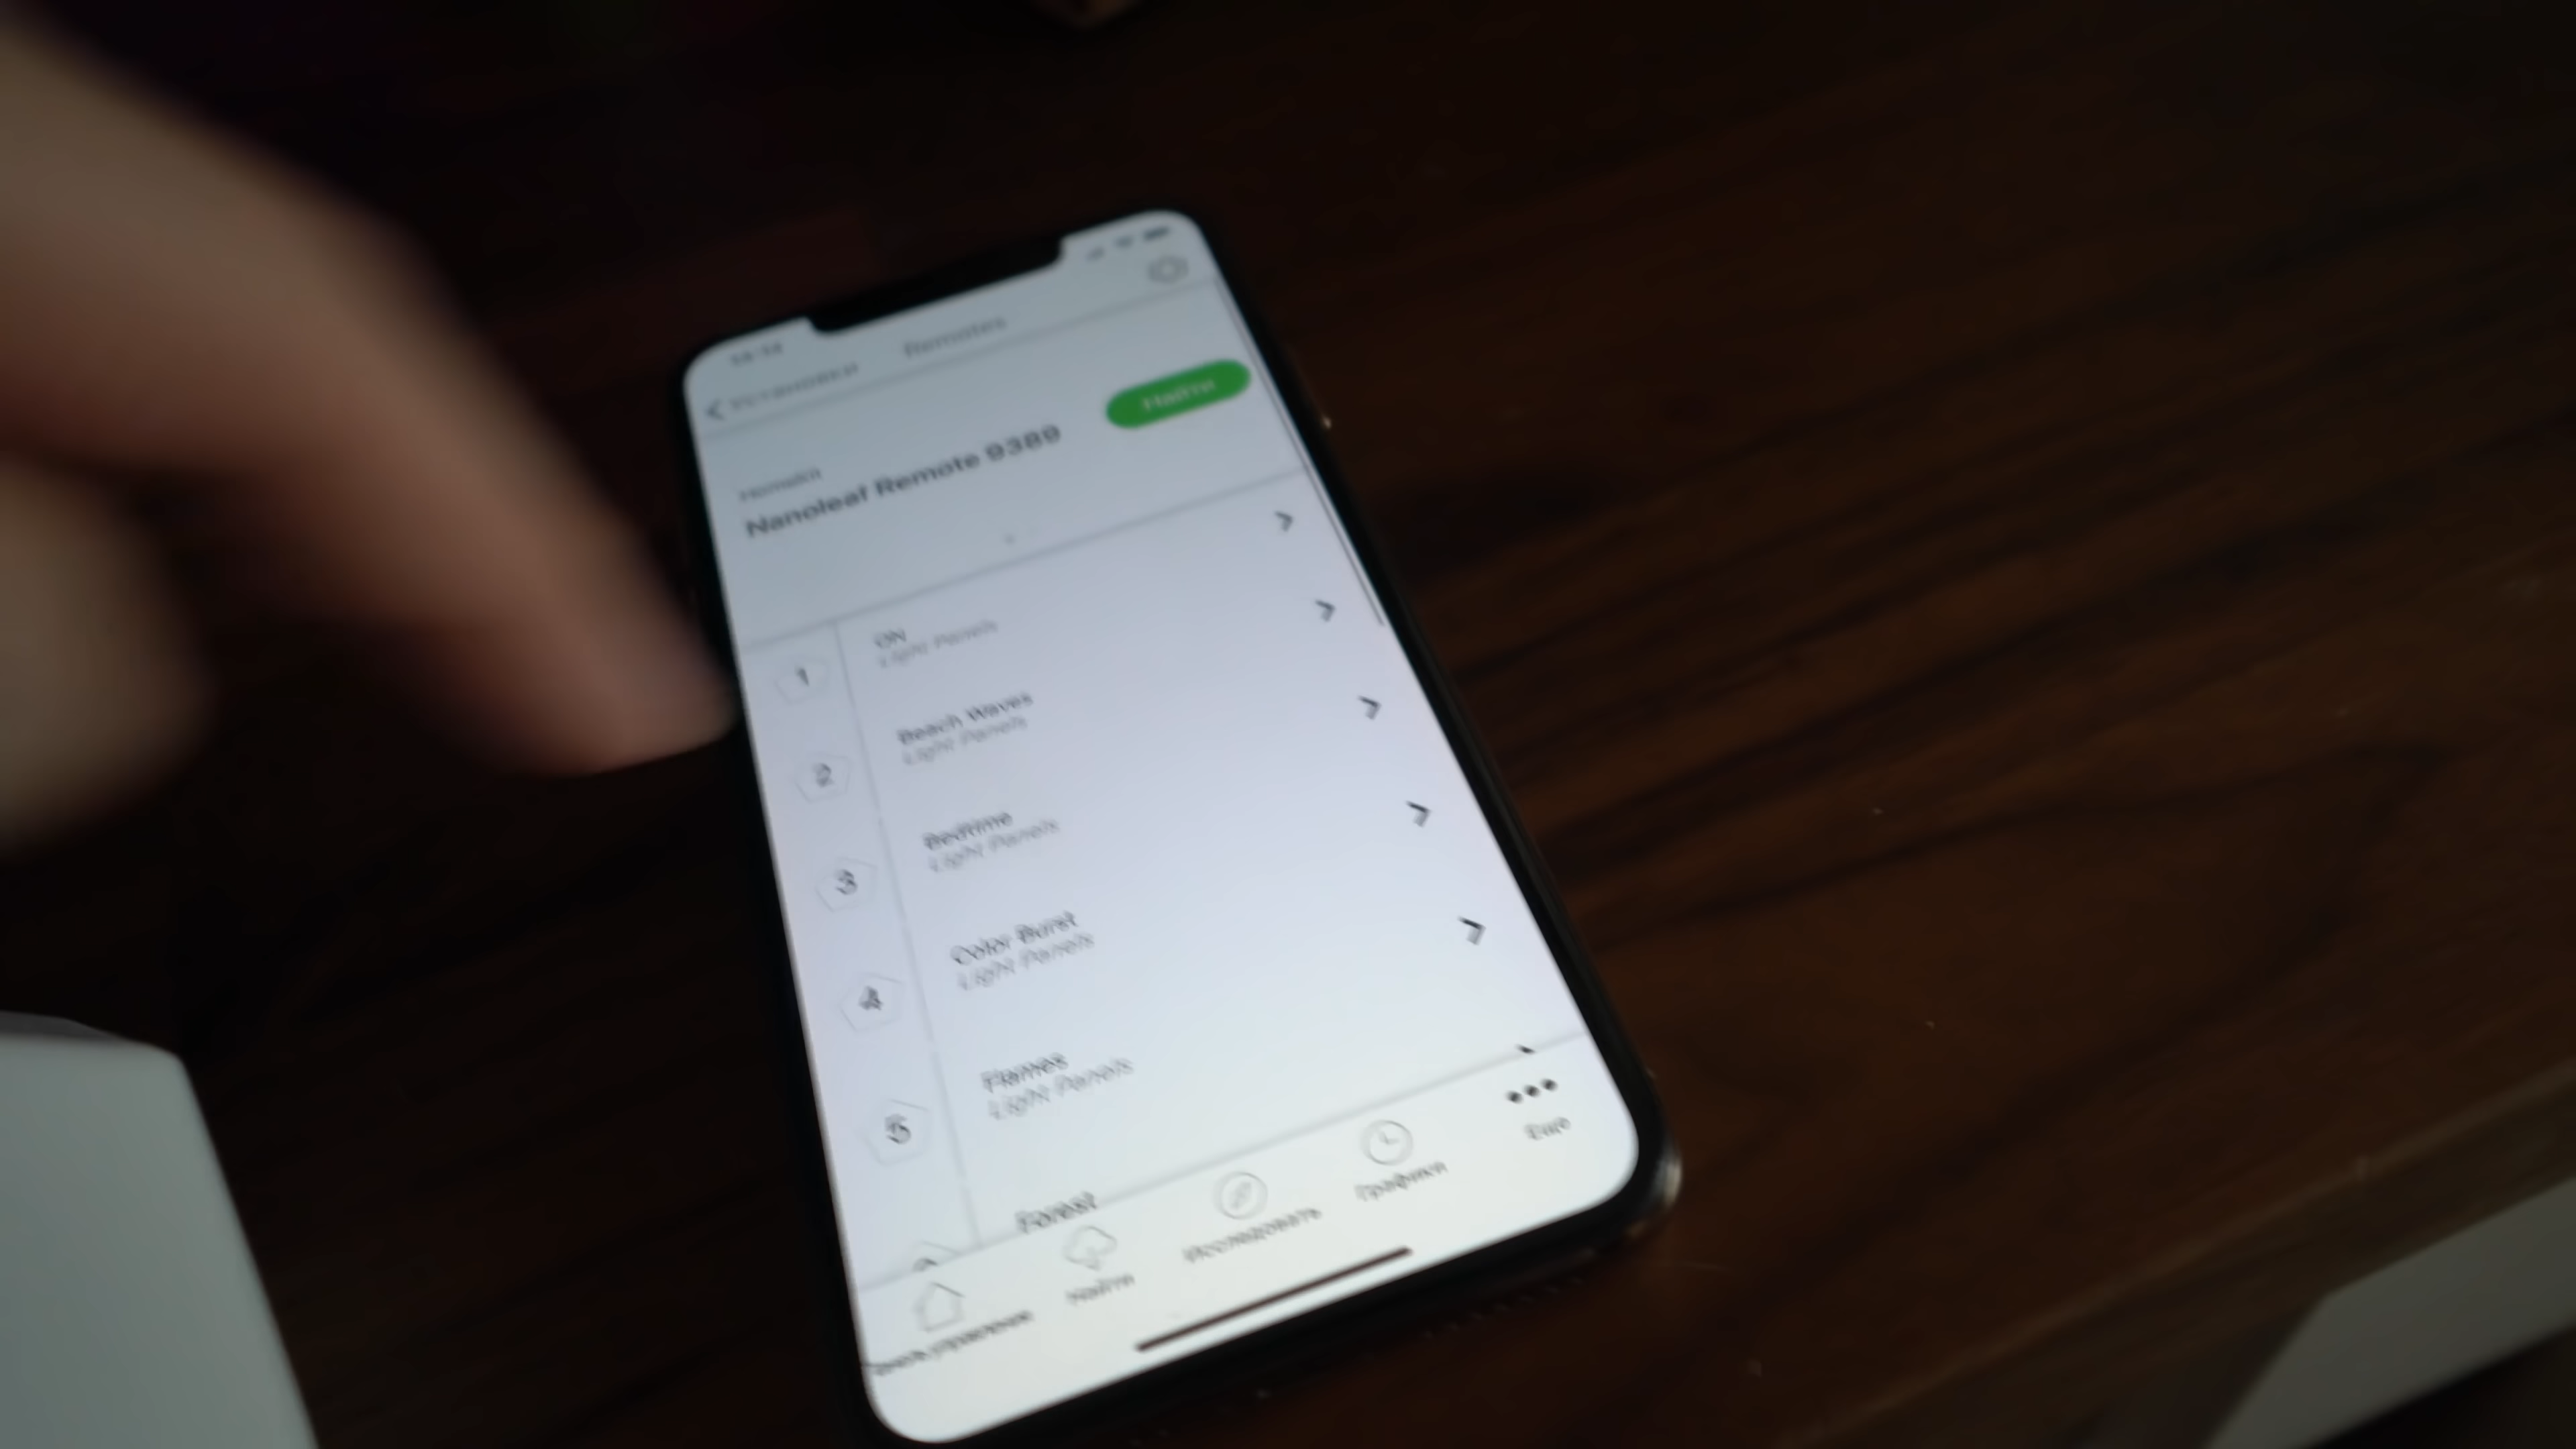 Remotes
Найти
HomeKit
Nanoleaf Remote 9389
1
ON
Light Panels
2
Beach Waves
Light Panels
3
Bedtime
Light Panels
4
Color Burst
Light Panels
5
Flames
Light Panels
Forest
Найти
Исследовать
Графики
Еще